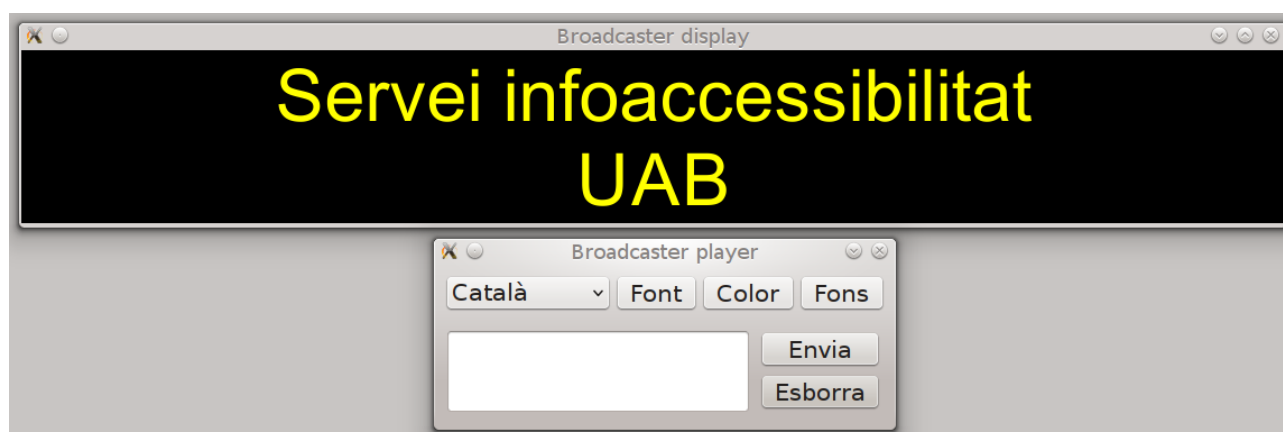 Broadcaster display
Servei infoaccessibilitat
UAB
Broadcaster player
Català Font Color Fons
Envia
Esborra